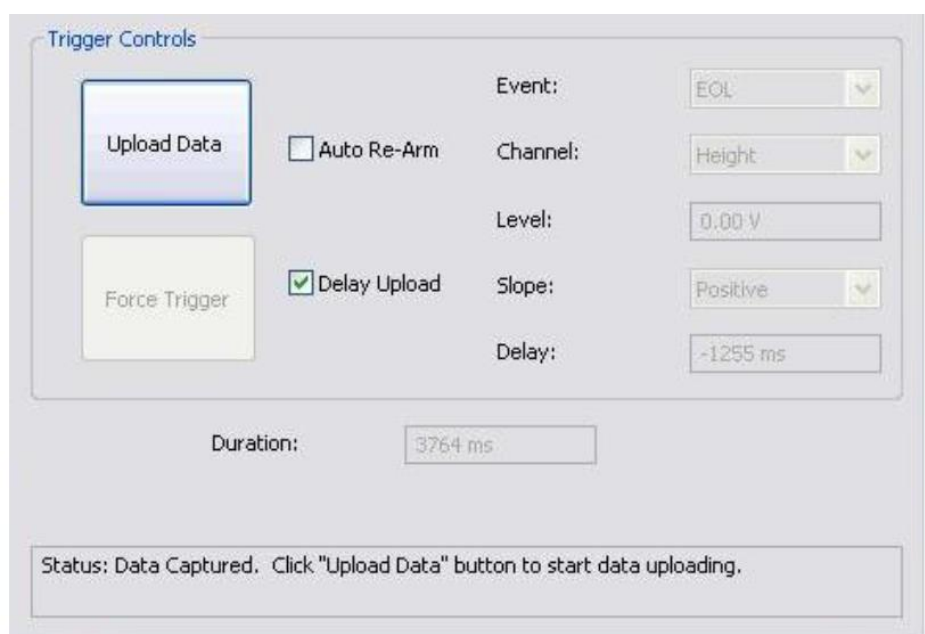 Trigger Controls
Upload Data
Auto Re-Arm
Force Trigger
Delay Upload
Event: EOL
Channel: Height
Level: 0.00 V
Slope: Positive
Delay: -1255 ms
Duration: 3764 ms
Status: Data Captured. Click "Upload Data" button to start data uploading.